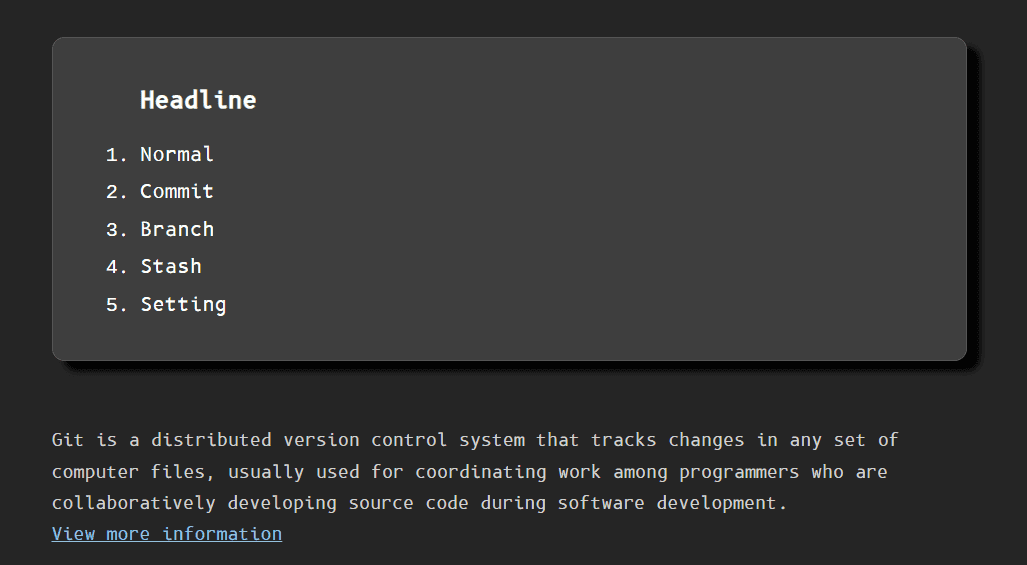 Headline
1. Normal
2. Commit
3. Branch
4. Stash
5. Setting
Git is a distributed version control system that tracks changes in any set of
computer files, usually used for coordinating work among programmers who are
collaboratively developing source code during software development.
View more information